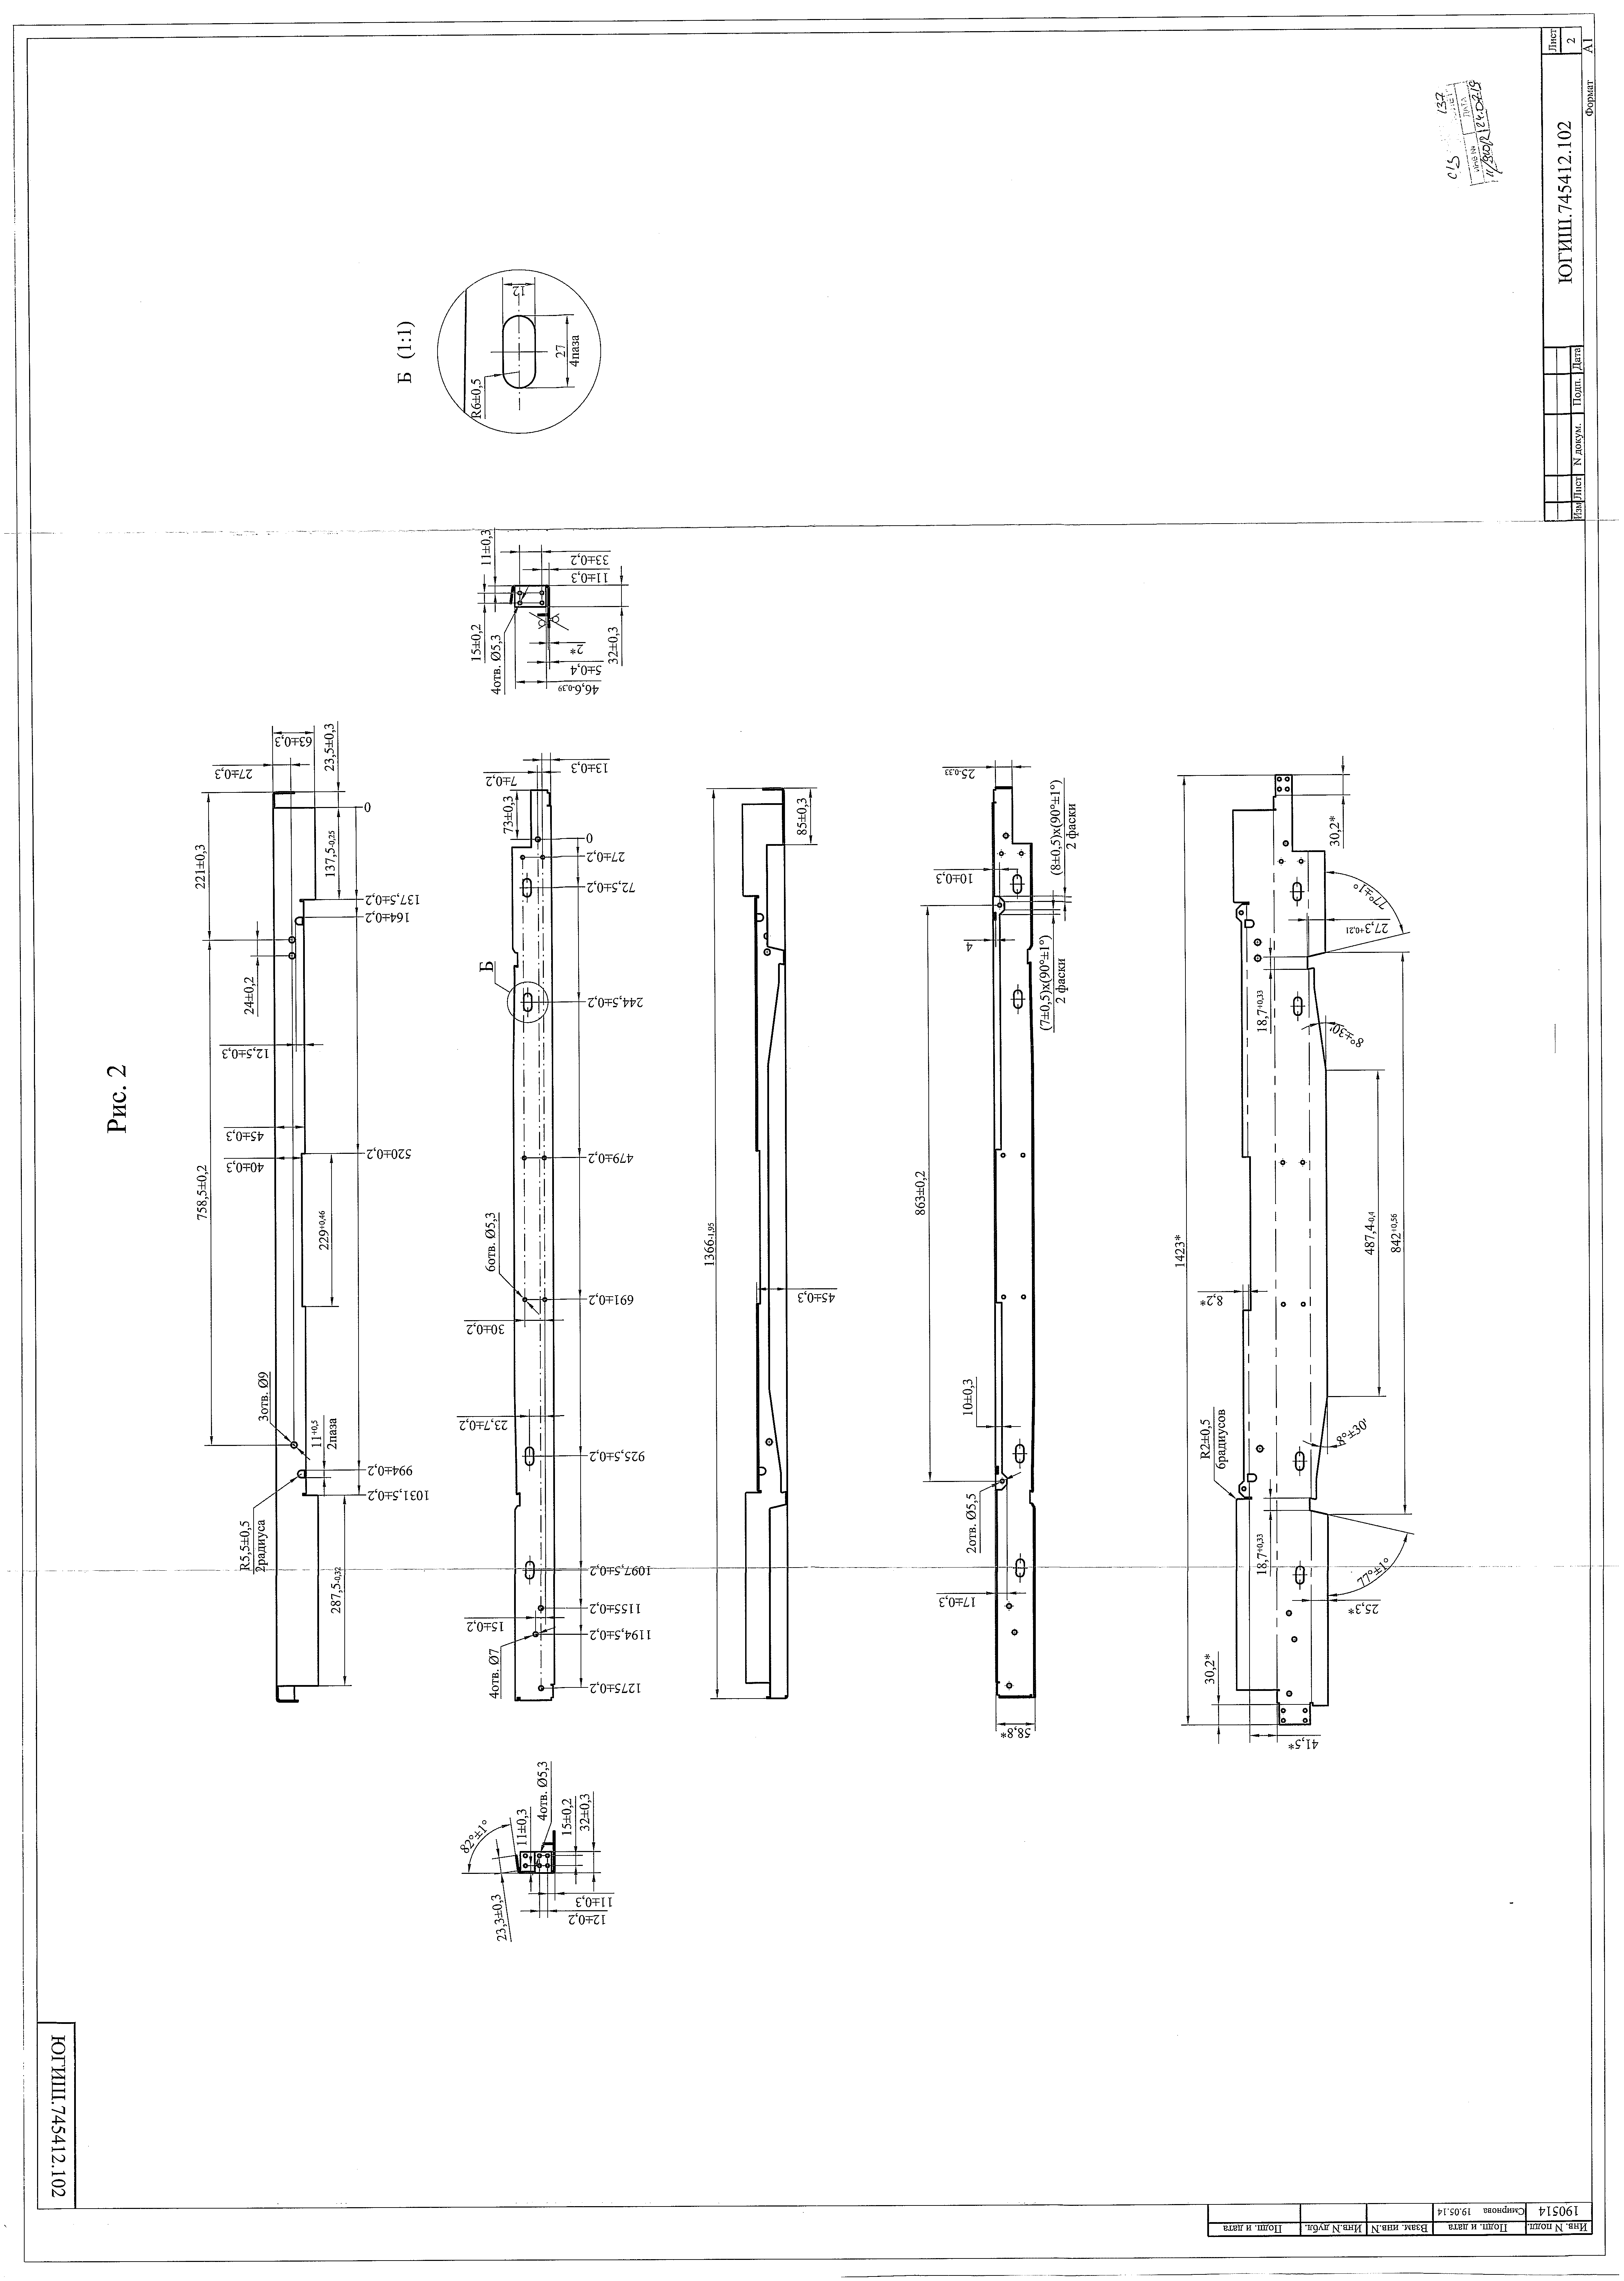 ЮГИШ.745412.102
Рис. 2
758,5±0,2
221±0,3
24±0,2
27±0,3
63±0,3
23,5±0,3
12,5±0,3
45±0,3
40±0,3
229+0,46
3отв. Ø9
11+0,5
2паза
R5,5±0,5
2радиуса
287,5-0,32
137,5-0,25
0
137,5±0,2
164±0,2
520±0,2
994±0,2
1031,5±0,2
Б
6отв. Ø5,3
4отв. Ø7
30±0,2
23,7±0,2
15±0,2
73±0,3
7±0,2
13±0,3
0
27±0,2
72,5±0,2
244,5±0,2
479±0,2
691±0,2
925,5±0,2
1097,5±0,2
1155±0,2
1194,5±0,2
1275±0,2
82°±1°
23,3±0,3
11±0,3
4отв. Ø5,3
15±0,2
32±0,3
11±0,3
12±0,2
11±0,3
15±0,2
4отв. Ø5,3
33±0,2
11±0,3
2*
5±0,4
46,6-0,39
32±0,3
Б (1:1)
R6±0,5
12
27
4паза
1366-1,95
85±0,3
45±0,3
863±0,2
10±0,3
2отв. Ø5,5
17±0,3
58,8*
4
10±0,3
25-0,33
(7±0,5)x(90°±1°)
2 фаски
(8±0,5)x(90°±1°)
2 фаски
1423*
8,2*
R2±0,5
6радиусов
30,2*
41,5*
18,7+0,33
25,3*
77°±1°
8°±30'
487,4-0,4
842+0,56
8°±30'
18,7+0,33
27,3+0,21
77°±1°
30,2*
137
ИНВ №
ДАТА
24.07.19
Изм
Лист
N докум.
Подп.
Дата
ЮГИШ.745412.102
Лист
2
Формат
А1
Инв. N подл.
Подп. и дата
Взам. инв.N
Инв.N дубл.
Подп. и дата
190514
Смирнова 19.05.14